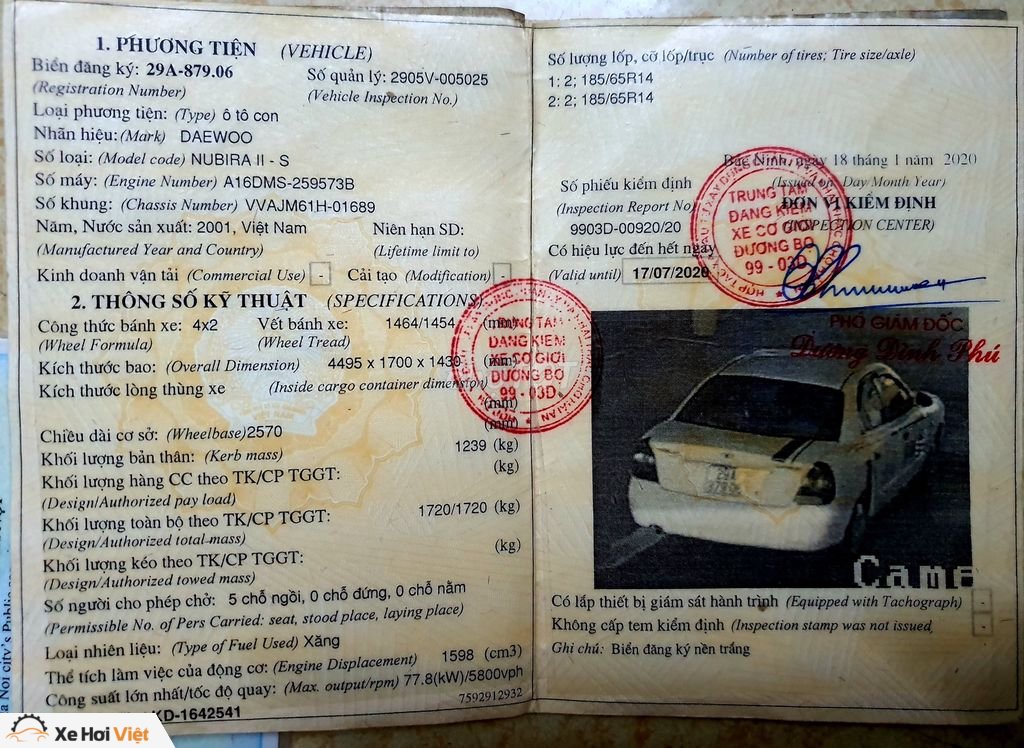 1. PHƯƠNG TIỆN (VEHICLE)
Biển đăng ký: 29A-879.06 Số quản lý: 2905V-005025
(Registration Number) (Vehicle Inspection No.)
Loại phương tiện: (Type) Ô tô con
Nhãn hiệu: (Mark) DAEWOO
Số loại: (Model code) NUBIRA II - S
Số máy: (Engine Number) A16DMS-259573B
Số khung: (Chassis Number) VVAJM61H-01689
Năm, Nước sản xuất: 2001, Việt Nam Niên hạn SD:
(Manufactured Year and Country) (Lifetime limit to)
Kinh doanh vận tải (Commercial Use) - Cải tạo (Modification) -
2. THÔNG SỐ KỸ THUẬT (SPECIFICATIONS)
Công thức bánh xe: 4x2 Vết bánh xe: 1464/1454 (mm)
(Wheel Formula) (Wheel Tread)
Kích thước bao: (Overall Dimension) 4495 x 1700 x 1430 (mm)
Kích thước lòng thùng xe (Inside cargo container dimension)
(mm)
(mm)
Chiều dài cơ sở: (Wheelbase) 2570
Khối lượng bản thân: (Kerb mass) 1239 (kg)
Khối lượng hàng CC theo TK/CP TGGT: (kg)
(Design/Authorized pay load)
Khối lượng toàn bộ theo TK/CP TGGT: 1720/1720 (kg)
(Design/Authorized total mass)
Khối lượng kéo theo TK/CP TGGT: (kg)
(Design/Authorized towed mass)
Số người cho phép chở: 5 chỗ ngồi, 0 chỗ đứng, 0 chỗ nằm
(Permissible No. of Pers Carried: seat, stood place, laying place)
Loại nhiên liệu: (Type of Fuel Used) Xăng
Thể tích làm việc của động cơ: (Engine Displacement) 1598 (cm3)
Công suất lớn nhất/tốc độ quay: (Max. output/rpm) 77.8(kW)/5800vph
7592912932
KD-1642541
TRUNG TÂM
ĐĂNG KIỂM
XE CƠ GIỚI
ĐƯỜNG BỘ
99 - 03D
Số lượng lốp, cỡ lốp/trục (Number of tires; Tire size/axle)
1: 2; 185/65R14
2: 2; 185/65R14
Bắc Ninh, ngày 18 tháng 1 năm 2020
(Issued on: Day Month Year)
Số phiếu kiểm định ĐƠN VỊ KIỂM ĐỊNH
(Inspection Report No) (INSPECTION CENTER)
9903D-00920/20
Có hiệu lực đến hết ngày
(Valid until) 17/07/2020
TRUNG TÂM
ĐĂNG KIỂM
XE CƠ GIỚI
ĐƯỜNG BỘ
99 - 03D
PHÓ GIÁM ĐỐC
Dương Đình Phú
Came
Có lắp thiết bị giám sát hành trình (Equipped with Tachograph) -
Không cấp tem kiểm định (Inspection stamp was not issued) -
Ghi chú: Biển đăng ký nền trắng
Xe Hơi Việt